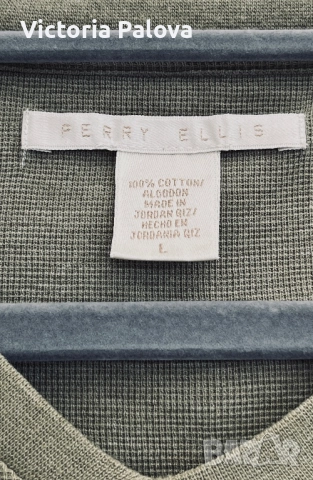 Victoria Palova
PERRY ELLIS
100% COTTON/
ALGODON
MADE IN
JORDAN QIZ/
HECHO EN
JORDANIA QIZ
L